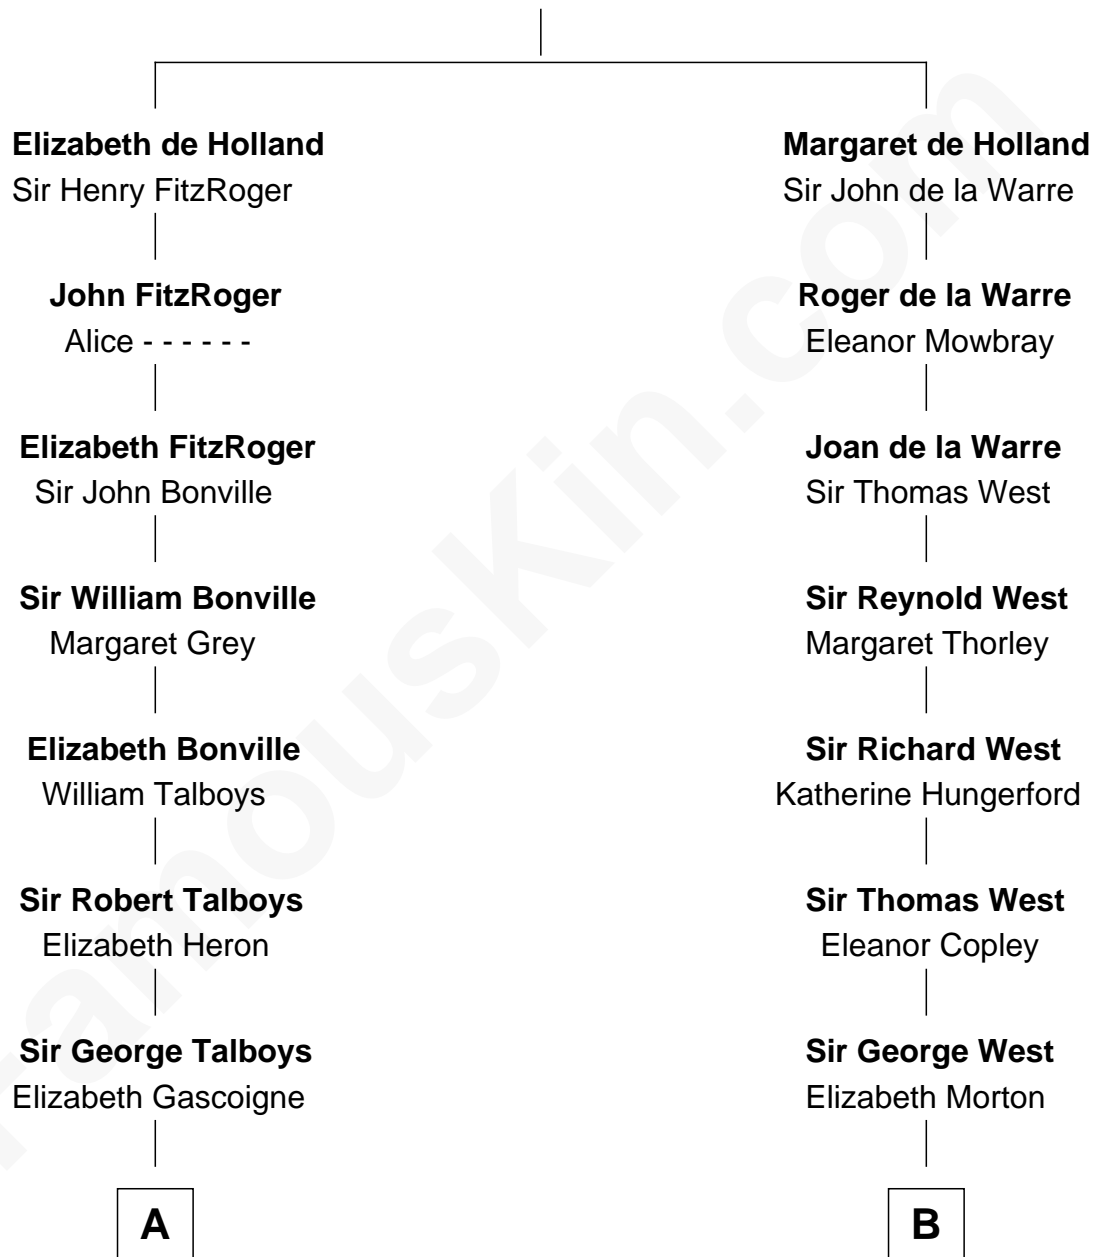 Elizabeth de Holland
Sir Henry FitzRoger
John FitzRoger
Alice - - - - - -
Elizabeth FitzRoger
Sir John Bonville
Sir William Bonville
Margaret Grey
Elizabeth Bonville
William Talboys
Sir Robert Talboys
Elizabeth Heron
Sir George Talboys
Elizabeth Gascoigne
A
Margaret de Holland
Sir John de la Warre
Roger de la Warre
Eleanor Mowbray
Joan de la Warre
Sir Thomas West
Sir Reynold West
Margaret Thorley
Sir Richard West
Katherine Hungerford
Sir Thomas West
Eleanor Copley
Sir George West
Elizabeth Morton
B
FamousKin.com